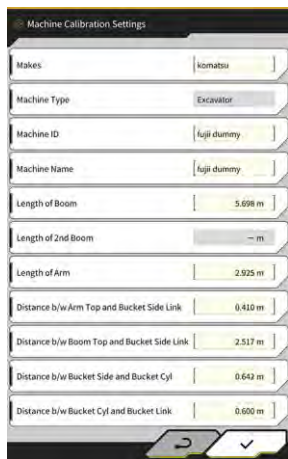 Machine Calibration Settings
Makes komatsu
Machine Type Excavator
Machine ID fujii dummy
Machine Name fujii dummy
Length of Boom 5.698 m
Length of 2nd Boom — m
Length of Arm 2.925 m
Distance b/w Arm Top and Bucket Side Link 0.410 m
Distance b/w Boom Top and Bucket Side Link 2.517 m
Distance b/w Bucket Side and Bucket Cyl 0.642 m
Distance b/w Bucket Cyl and Bucket Link 0.600 m